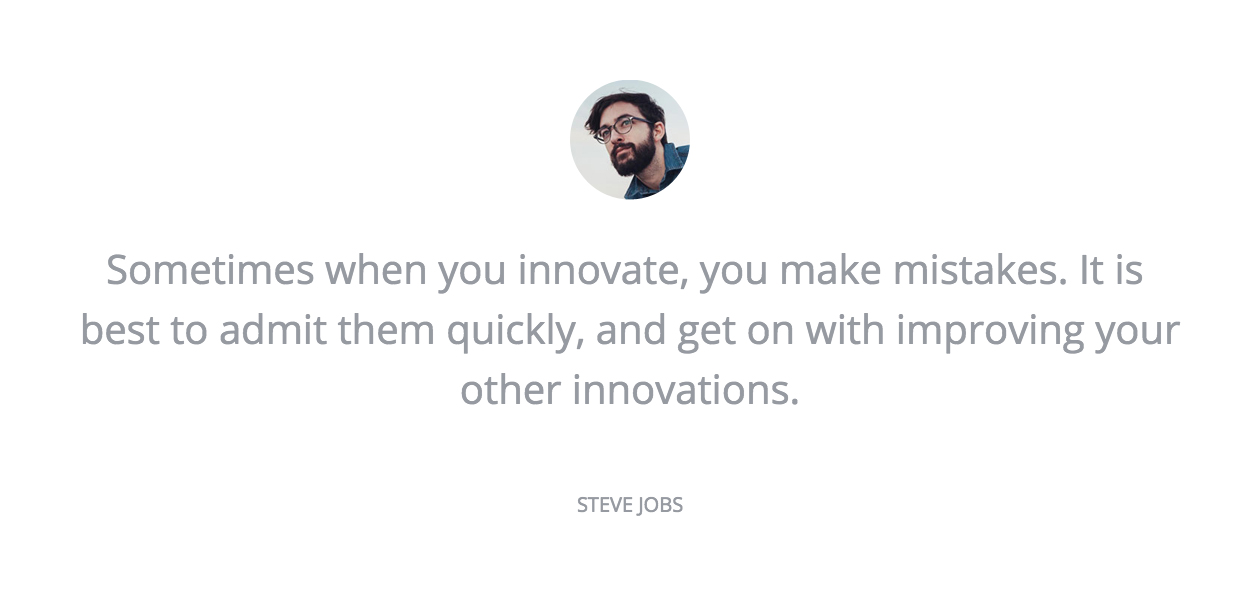 Sometimes when you innovate, you make mistakes. It is
best to admit them quickly, and get on with improving your
other innovations.
STEVE JOBS